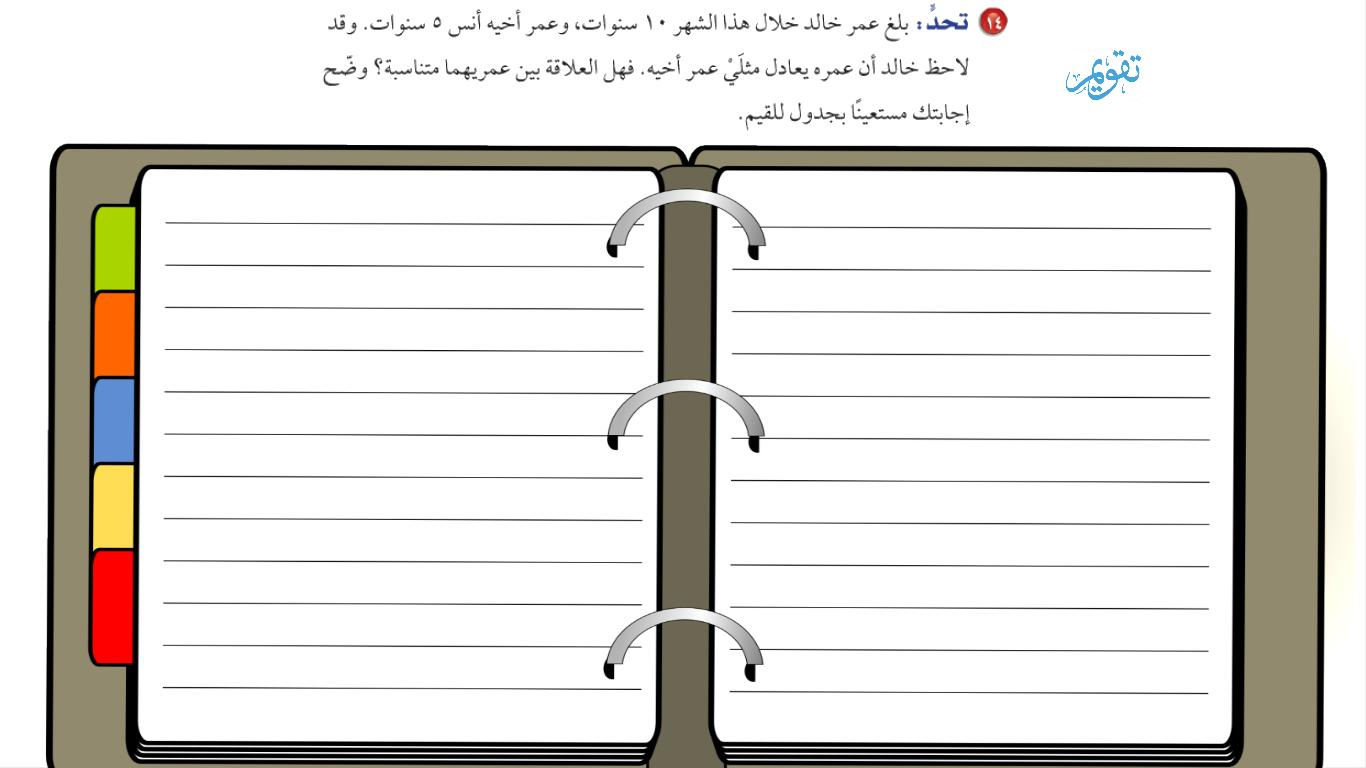 ١٤ تحدٍّ: بلغ عمر خالد خلال هذا الشهر ١٠ سنوات، وعمر أخيه أنس ٥ سنوات. وقد
لاحظ خالد أن عمره يعادل مثلَيْ عمر أخيه. فهل العلاقة بين عمريهما متناسبة؟ وضّح
إجابتك مستعينًا بجدول للقيم.
تقويم